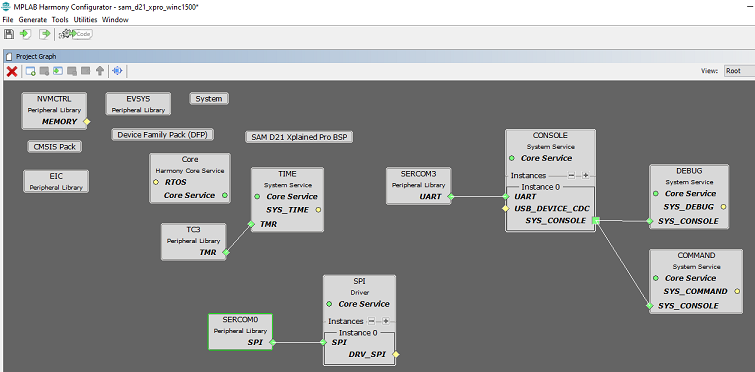 MPLAB Harmony Configurator - sam_d21_xpro_winc1500*
File Generate Tools Utilities Window
Code
Project Graph
View: Root
NVMCTRL
Peripheral Library
MEMORY
EVSYS
Peripheral Library
System
Device Family Pack (DFP)
SAM D21 Xplained Pro BSP
CMSIS Pack
EIC
Peripheral Library
Core
Harmony Core Service
RTOS
Core Service
TIME
System Service
Core Service
SYS_TIME
TMR
TC3
Peripheral Library
TMR
SERCOM3
Peripheral Library
UART
CONSOLE
System Service
Core Service
Instances
Instance 0
UART
USB_DEVICE_CDC
SYS_CONSOLE
DEBUG
System Service
Core Service
SYS_DEBUG
SYS_CONSOLE
COMMAND
System Service
Core Service
SYS_COMMAND
SYS_CONSOLE
SPI
Driver
Core Service
Instances
Instance 0
SPI
DRV_SPI
SERCOM0
Peripheral Library
SPI